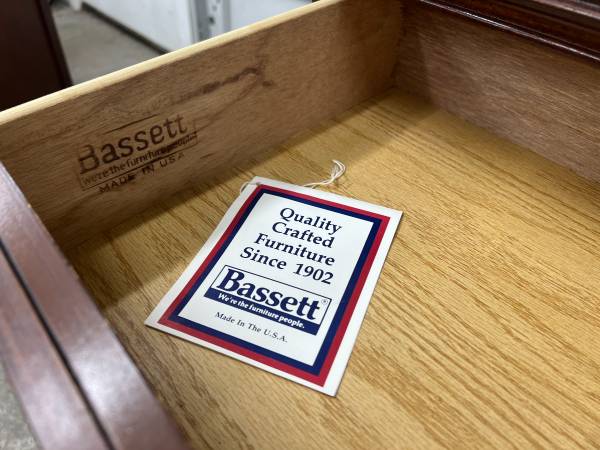 Bassett
We're the furniture people.
MADE IN USA
Quality
Crafted
Furniture
Since 1902
Bassett®
We're the furniture people.
Made In The U.S.A.